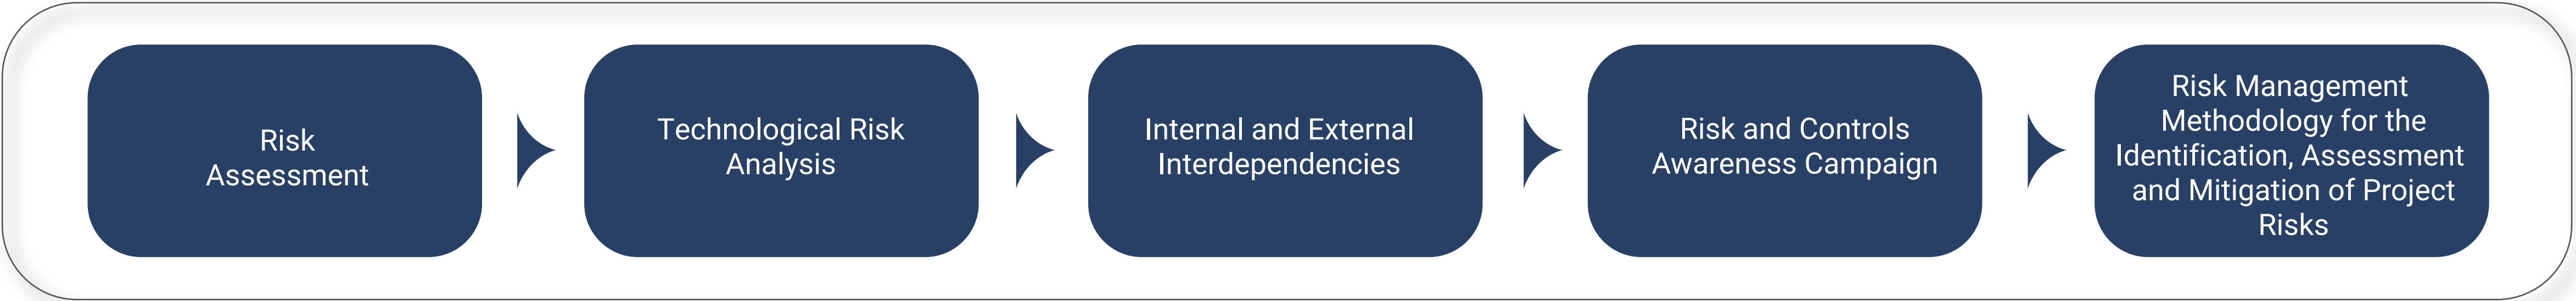 Risk
Assessment
Technological Risk
Analysis
Internal and External
Interdependencies
Risk and Controls
Awareness Campaign
Risk Management
Methodology for the
Identification, Assessment
and Mitigation of Project
Risks